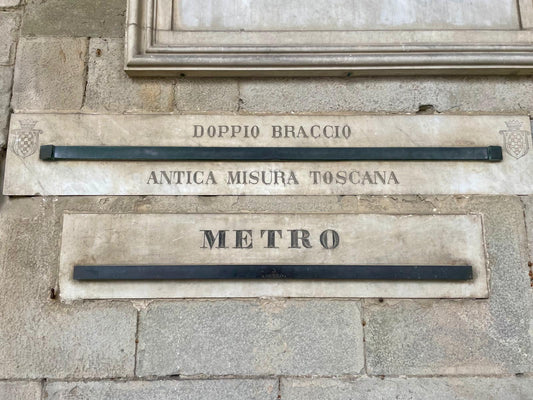 DOPPIO BRACCIO
ANTICA MISURA TOSCANA
METRO